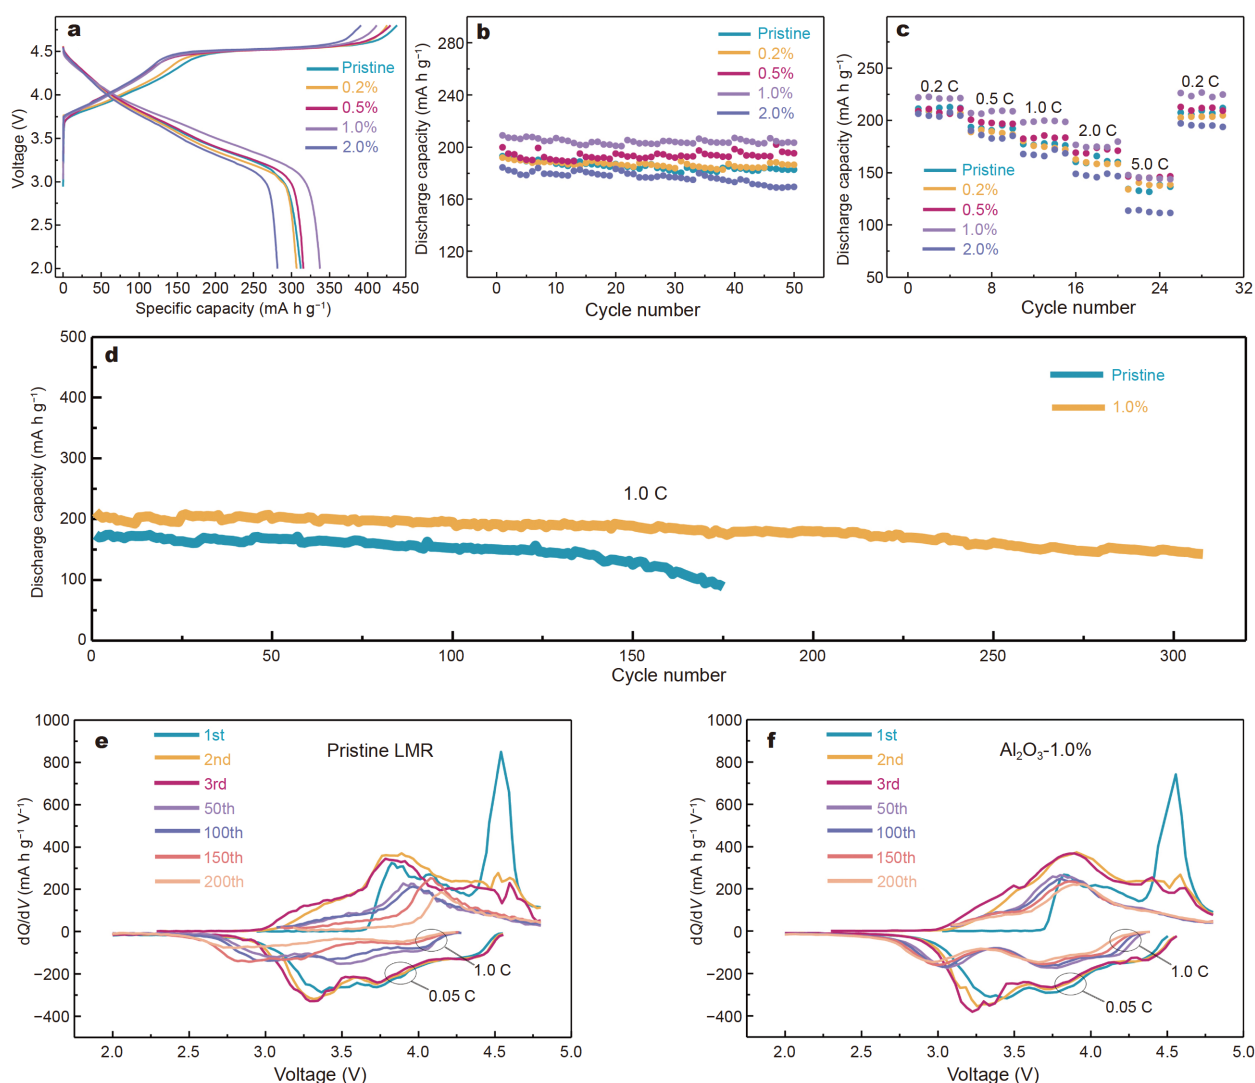 a
Voltage (V)
4.5
4.0
3.5
3.0
2.5
2.0
Pristine
0.2%
0.5%
1.0%
2.0%
0 50 100 150 200 250 300 350 400 450
Specific capacity (mA h g⁻¹)
b
Discharge capacity (mA h g⁻¹)
280
240
200
160
120
Pristine
0.2%
0.5%
1.0%
2.0%
0 10 20 30 40 50
Cycle number
c
Discharge capacity (mA h g⁻¹)
250
200
150
100
50
0.2 C
0.5 C
1.0 C
2.0 C
5.0 C
0.2 C
Pristine
0.2%
0.5%
1.0%
2.0%
0 8 16 24 32
Cycle number
d
Discharge capacity (mA h g⁻¹)
500
400
300
200
100
0
Pristine
1.0%
1.0 C
0 50 100 150 200 250 300
Cycle number
e
dQ/dV (mA h g⁻¹ V⁻¹)
1000
800
600
400
200
0
−200
−400
1st
2nd
3rd
50th
100th
150th
200th
Pristine LMR
1.0 C
0.05 C
2.0 2.5 3.0 3.5 4.0 4.5 5.0
Voltage (V)
f
dQ/dV (mA h g⁻¹ V⁻¹)
1000
800
600
400
200
0
−200
−400
1st
2nd
3rd
50th
100th
150th
200th
Al₂O₃-1.0%
1.0 C
0.05 C
2.0 2.5 3.0 3.5 4.0 4.5 5.0
Voltage (V)